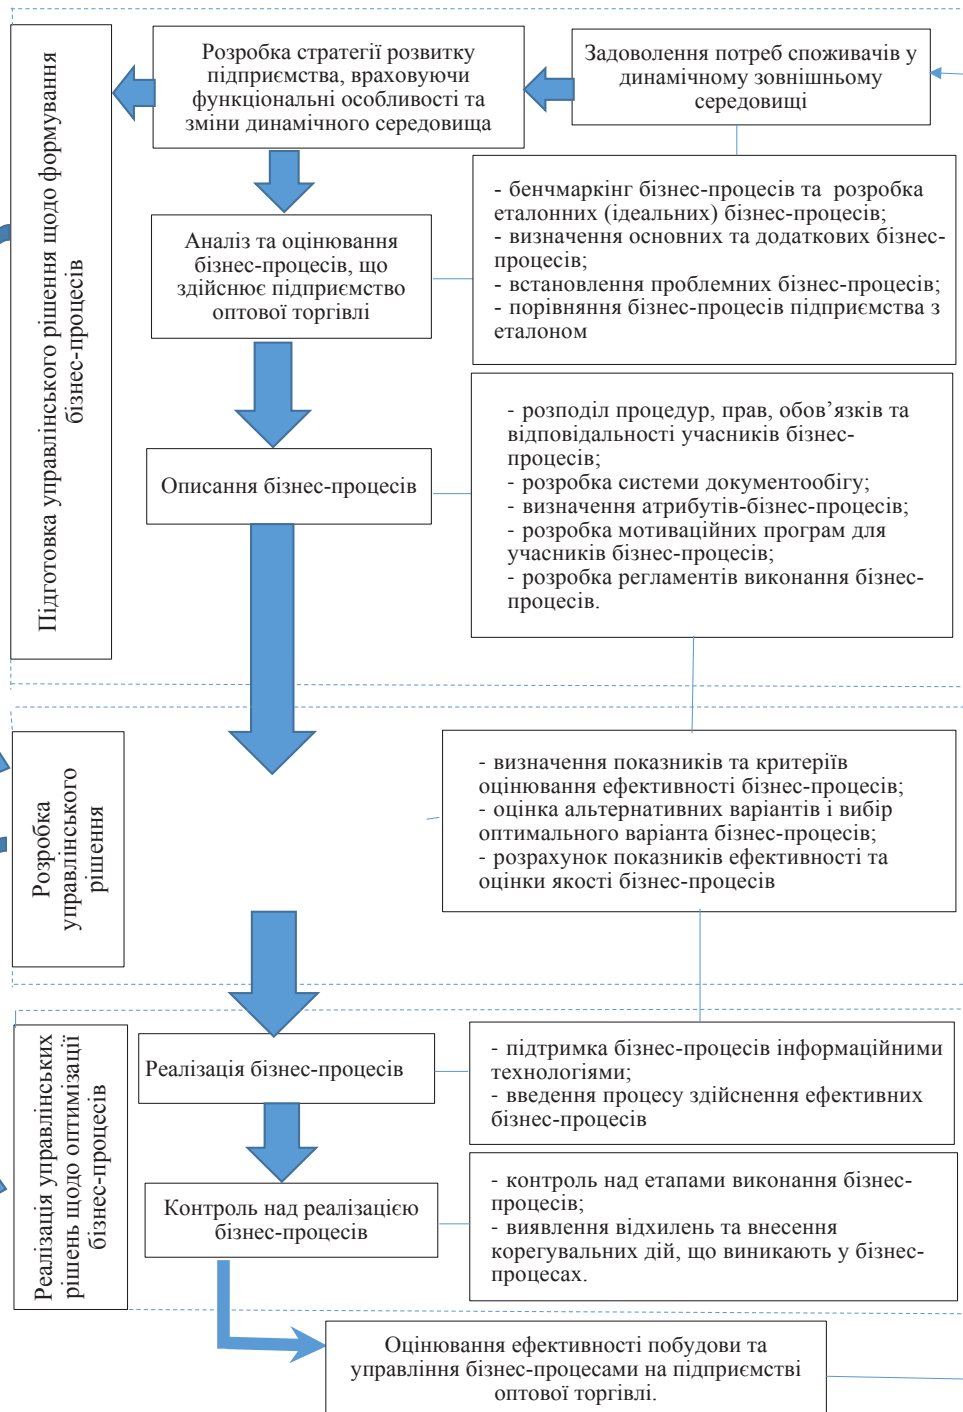 Підготовка управлінського рішення щодо формування
бізнес-процесів
Розробка стратегії розвитку
підприємства, враховуючи
функціональні особливості та
зміни динамічного середовища
Задоволення потреб споживачів у
динамічному зовнішньому
середовищі
Аналіз та оцінювання
бізнес-процесів, що
здійснює підприємство
оптової торгівлі
- бенчмаркінг бізнес-процесів та розробка
еталонних (ідеальних) бізнес-процесів;
- визначення основних та додаткових бізнес-
процесів;
- встановлення проблемних бізнес-процесів;
- порівняння бізнес-процесів підприємства з
еталоном
Описання бізнес-процесів
- розподіл процедур, прав, обов’язків та
відповідальності учасників бізнес-
процесів;
- розробка системи документообігу;
- визначення атрибутів-бізнес-процесів;
- розробка мотиваційних програм для
учасників бізнес-процесів;
- розробка регламентів виконання бізнес-
процесів.
Розробка
управлінського
рішення
- визначення показників та критеріїв
оцінювання ефективності бізнес-процесів;
- оцінка альтернативних варіантів і вибір
оптимального варіанта бізнес-процесів;
- розрахунок показників ефективності та
оцінки якості бізнес-процесів
Реалізація управлінських
рішень щодо оптимізації
бізнес-процесів
Реалізація бізнес-процесів
- підтримка бізнес-процесів інформаційними
технологіями;
- введення процесу здійснення ефективних
бізнес-процесів
Контроль над реалізацією
бізнес-процесів
- контроль над етапами виконання бізнес-
процесів;
- виявлення відхилень та внесення
корегувальних дій, що виникають у бізнес-
процесах.
Оцінювання ефективності побудови та
управління бізнес-процесами на підприємстві
оптової торгівлі.